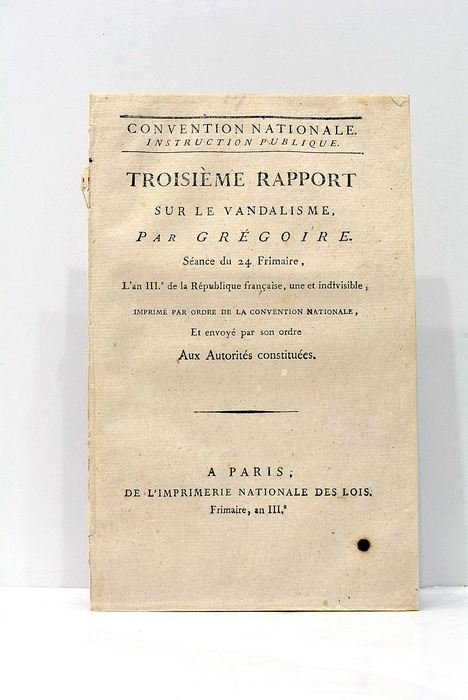 CONVENTION NATIONALE.
INSTRUCTION PUBLIQUE.
TROISIÈME RAPPORT
SUR LE VANDALISME,
PAR GRÉGOIRE.
Séance du 24 Frimaire,
L'an III.e de la République française, une et indivisible;
IMPRIMÉ PAR ORDRE DE LA CONVENTION NATIONALE,
Et envoyé par son ordre
Aux Autorités constituées.
A PARIS,
DE L'IMPRIMERIE NATIONALE DES LOIS.
Frimaire, an III.e